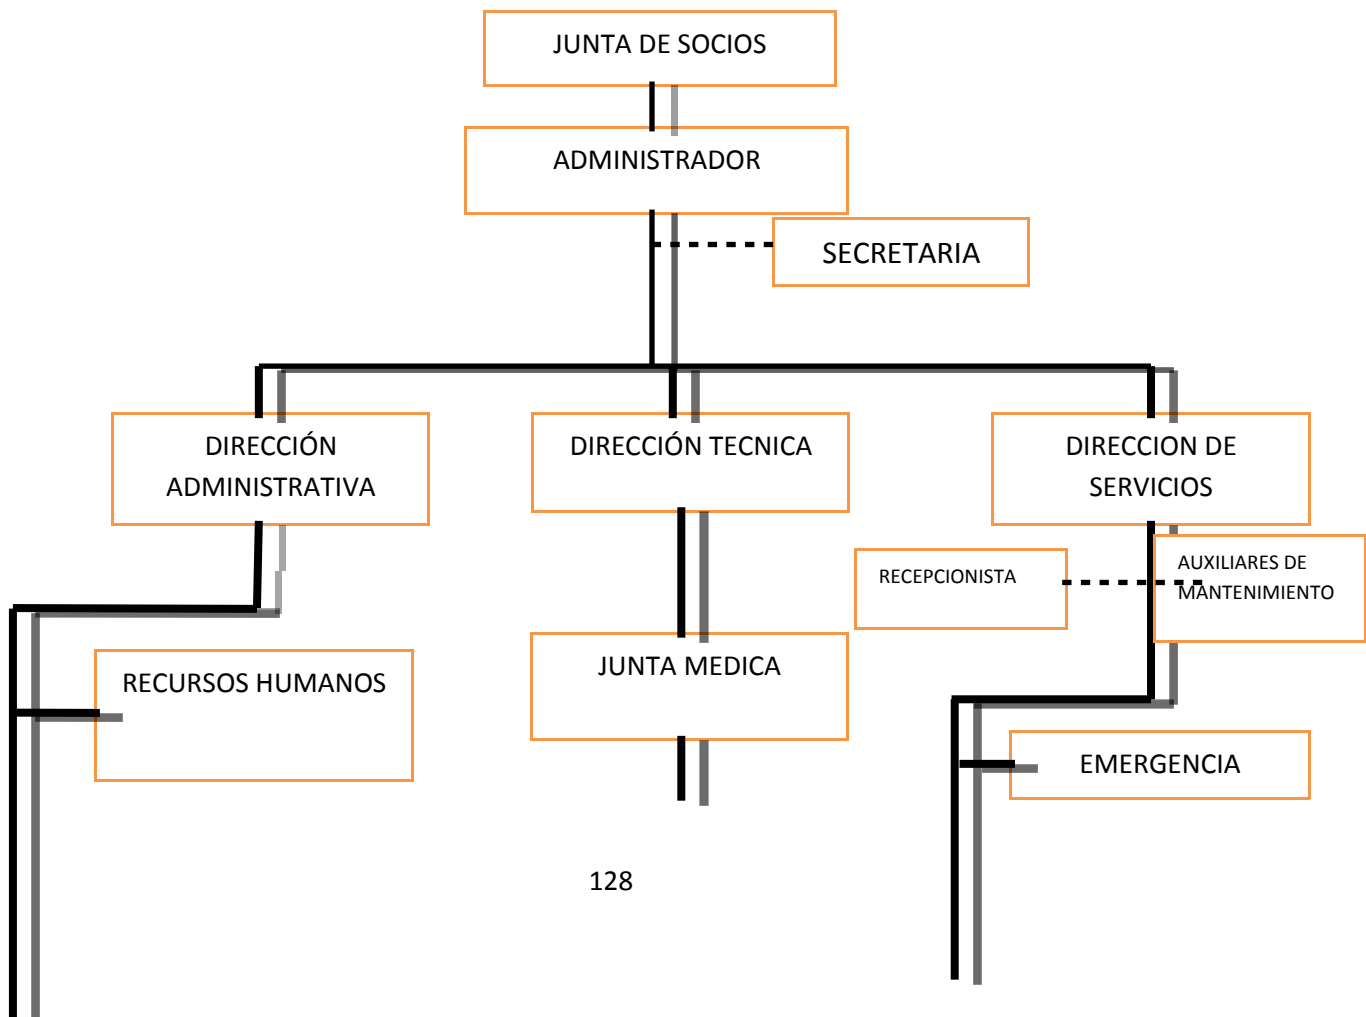 JUNTA DE SOCIOS
ADMINISTRADOR
SECRETARIA
DIRECCIÓN
ADMINISTRATIVA
DIRECCIÓN TECNICA
DIRECCION DE
SERVICIOS
RECEPCIONISTA
AUXILIARES DE
MANTENIMIENTO
RECURSOS HUMANOS
JUNTA MEDICA
EMERGENCIA
128